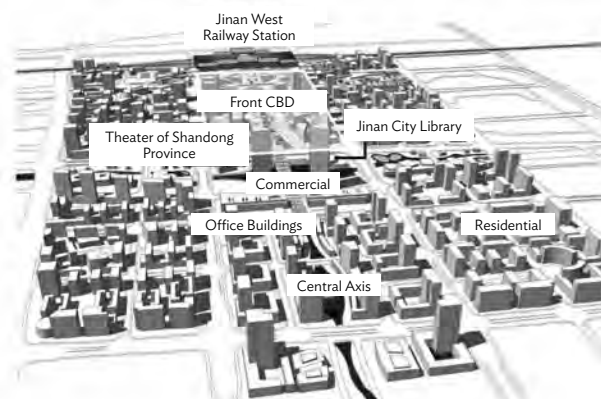 Jinan West
Railway Station
Front CBD
Jinan City Library
Theater of Shandong
Province
Commercial
Office Buildings
Residential
Central Axis